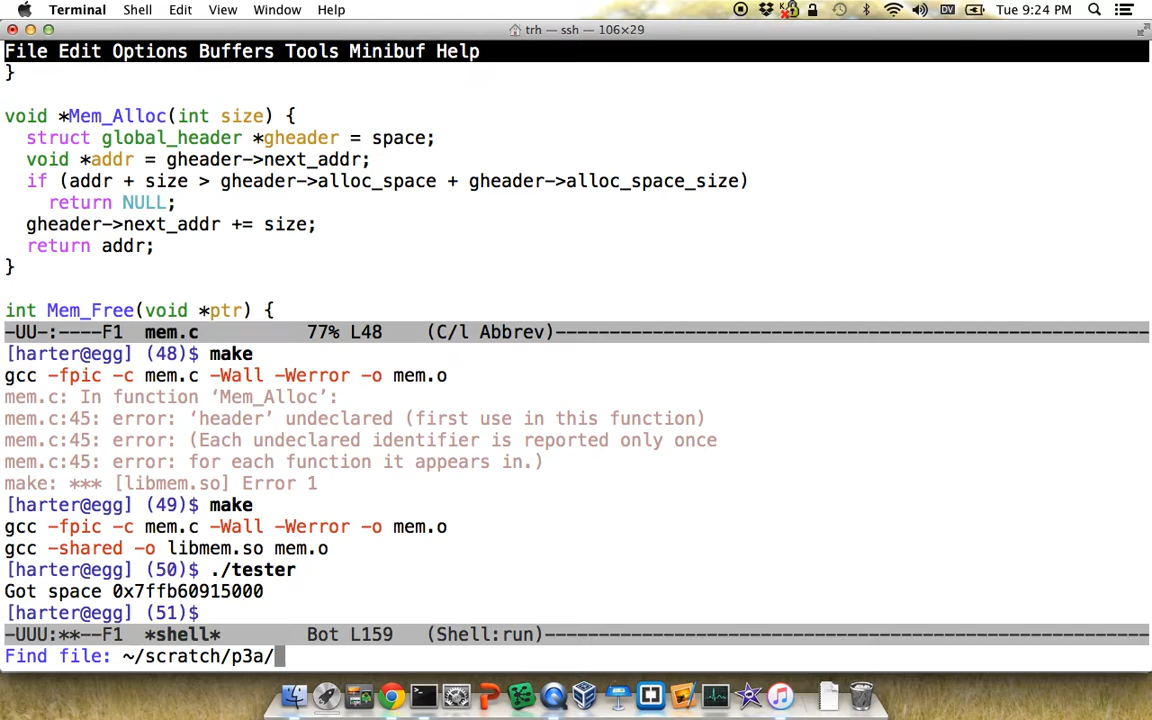 Terminal Shell Edit View Window Help Tue 9:24 PM
trh — ssh — 106×29
File Edit Options Buffers Tools Minibuf Help
}
void *Mem_Alloc(int size) {
struct global_header *gheader = space;
void *addr = gheader->next_addr;
if (addr + size > gheader->alloc_space + gheader->alloc_space_size)
return NULL;
gheader->next_addr += size;
return addr;
}
int Mem_Free(void *ptr) {
-UU-:----F1 mem.c 77% L48 (C/l Abbrev)--------------------------------------------------------
[harter@egg] (48)$ make
gcc -fpic -c mem.c -Wall -Werror -o mem.o
mem.c: In function ‘Mem_Alloc’:
mem.c:45: error: ‘header’ undeclared (first use in this function)
mem.c:45: error: (Each undeclared identifier is reported only once
mem.c:45: error: for each function it appears in.)
make: *** [libmem.so] Error 1
[harter@egg] (49)$ make
gcc -fpic -c mem.c -Wall -Werror -o mem.o
gcc -shared -o libmem.so mem.o
[harter@egg] (50)$ ./tester
Got space 0x7ffb60915000
[harter@egg] (51)$
-UUU:**--F1 *shell* Bot L159 (Shell:run)---------------------------------------------------------
Find file: ~/scratch/p3a/